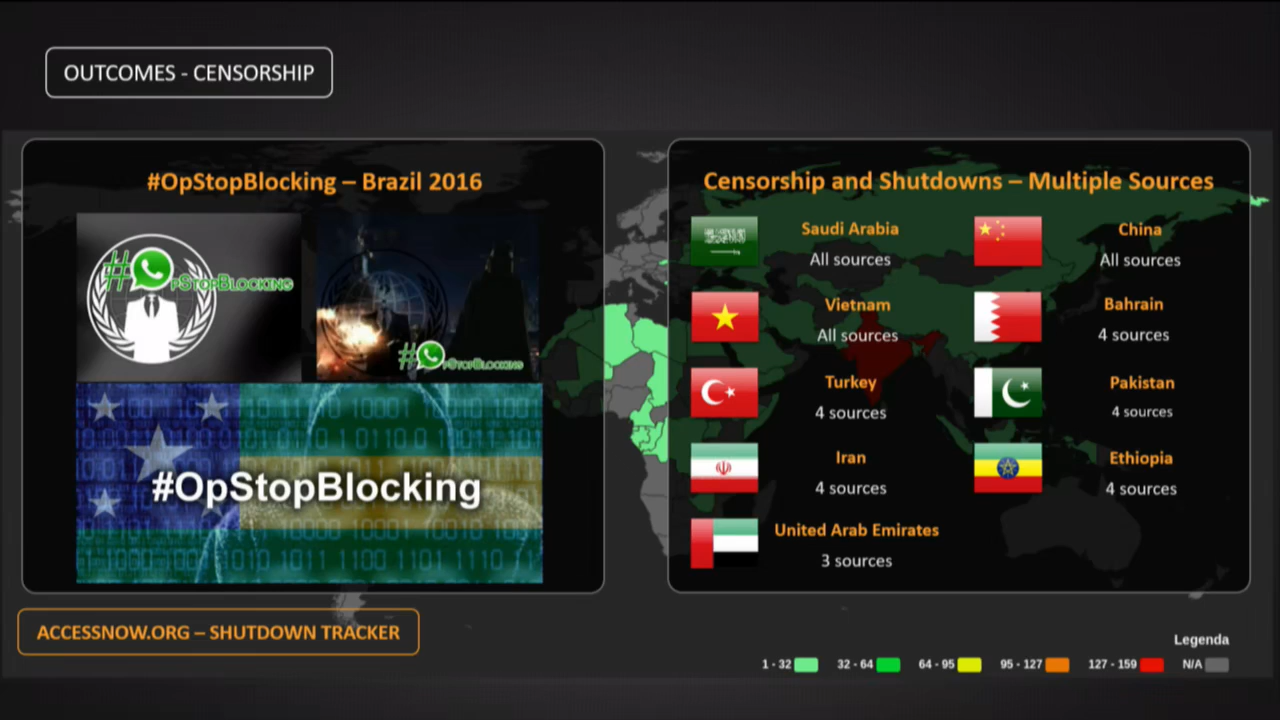 OUTCOMES - CENSORSHIP
#OpStopBlocking – Brazil 2016
#OpStopBlocking
#OpStopBlocking
#OpStopBlocking
ACCESSNOW.ORG – SHUTDOWN TRACKER
Censorship and Shutdowns – Multiple Sources
Saudi Arabia
All sources
China
All sources
Vietnam
All sources
Bahrain
4 sources
Turkey
4 sources
Pakistan
4 sources
Iran
4 sources
Ethiopia
4 sources
United Arab Emirates
3 sources
Legenda
1 - 32 32 - 64 64 - 95 95 - 127 127 - 159 N/A